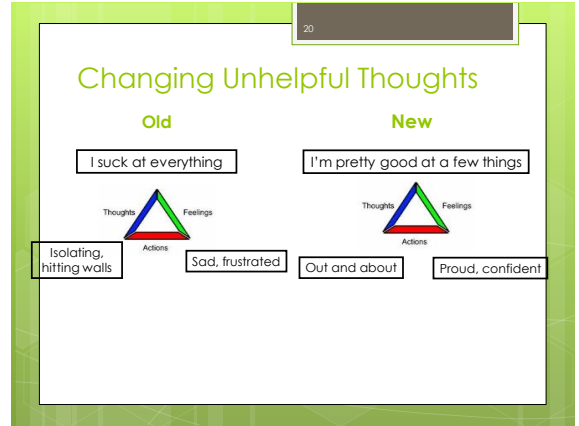 20
Changing Unhelpful Thoughts
Old
New
I suck at everything
I'm pretty good at a few things
Thoughts
Feelings
Actions
Thoughts
Feelings
Actions
Isolating,
hitting walls
Sad, frustrated
Out and about
Proud, confident